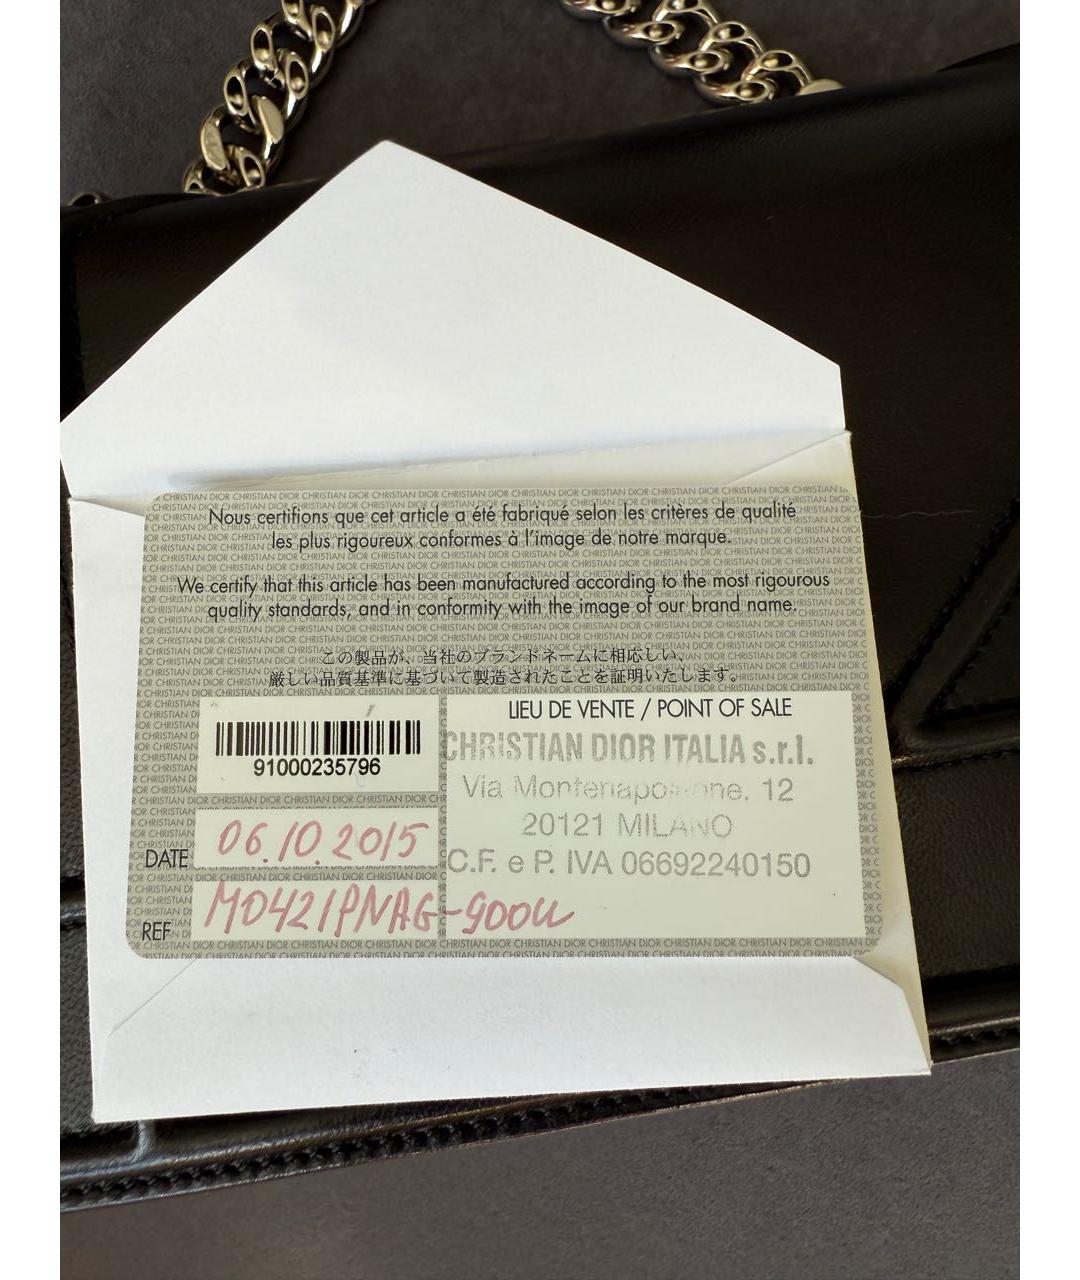 Nous certifions que cet article a été fabriqué selon les critères de qualité
les plus rigoureux conformes à l'image de notre marque.
We certify that this article has been manufactured according to the most rigourous
quality standards, and in conformity with the image of our brand name.
この製品が、当社のブランドネームに相応しい、
厳しい品質基準に基づいて製造されたことを証明いたします。
LIEU DE VENTE / POINT OF SALE
CHRISTIAN DIOR ITALIA s.r.l.
Via Montenapoleone, 12
20121 MILANO
C.F. e P. IVA 06692240150
91000235796
DATE 06.10.2015
REF M0421PNAG-900U